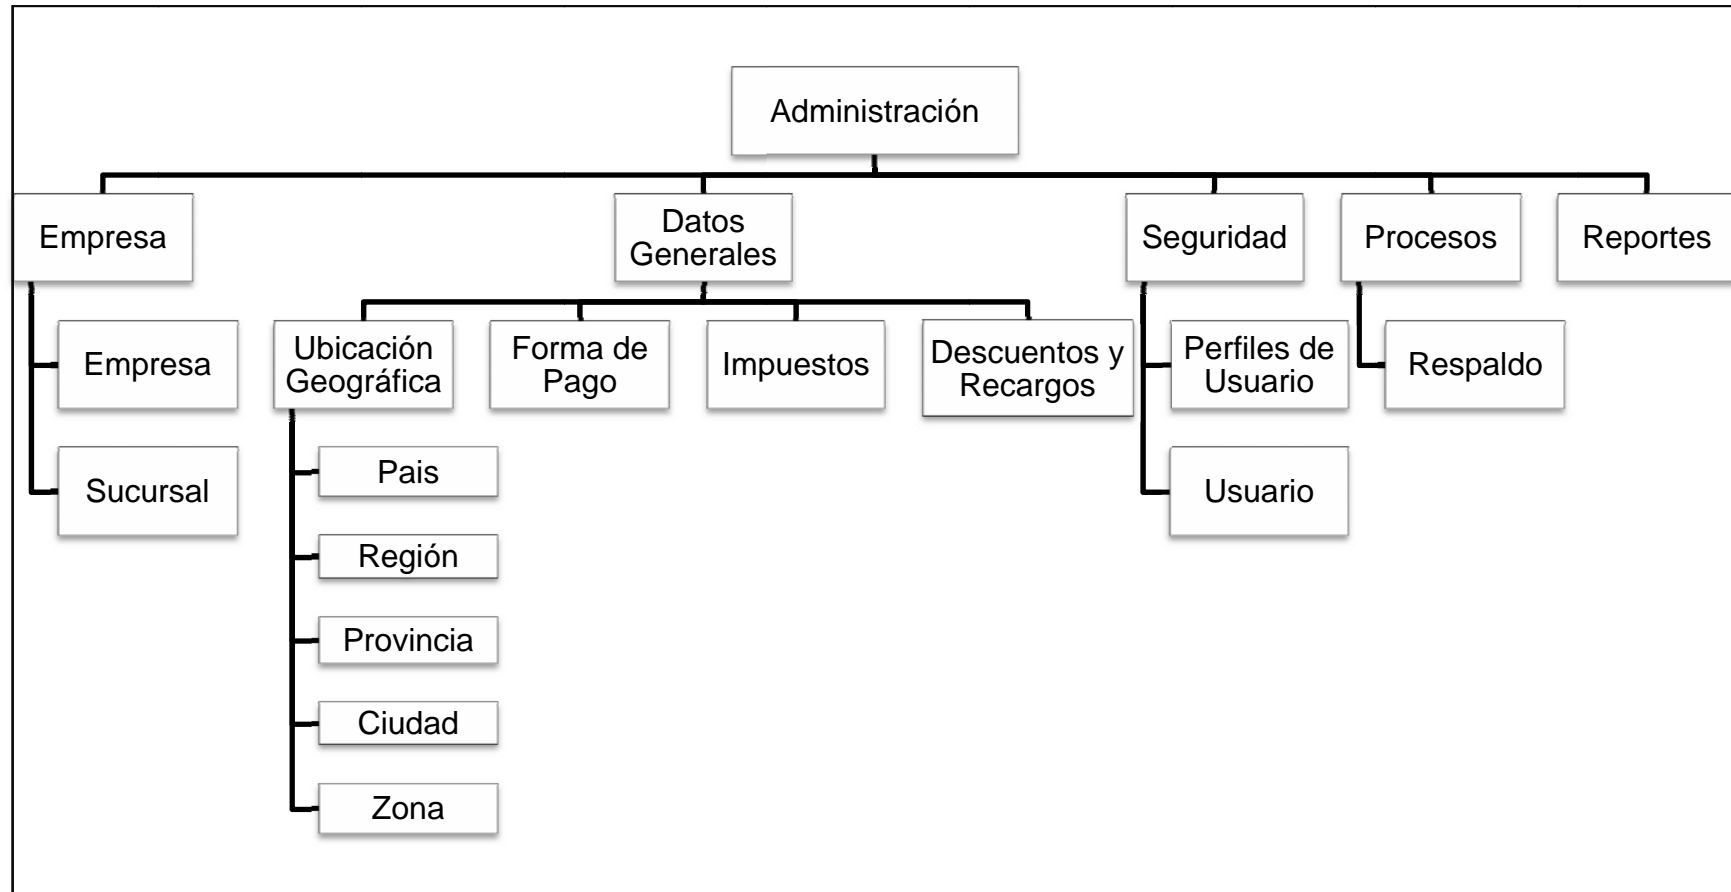 Administración
Empresa
Datos
Generales
Seguridad
Procesos
Reportes
Empresa
Ubicación
Geográfica
Forma de
Pago
Impuestos
Descuentos y
Recargos
Perfiles de
Usuario
Respaldo
Sucursal
Pais
Usuario
Región
Provincia
Ciudad
Zona